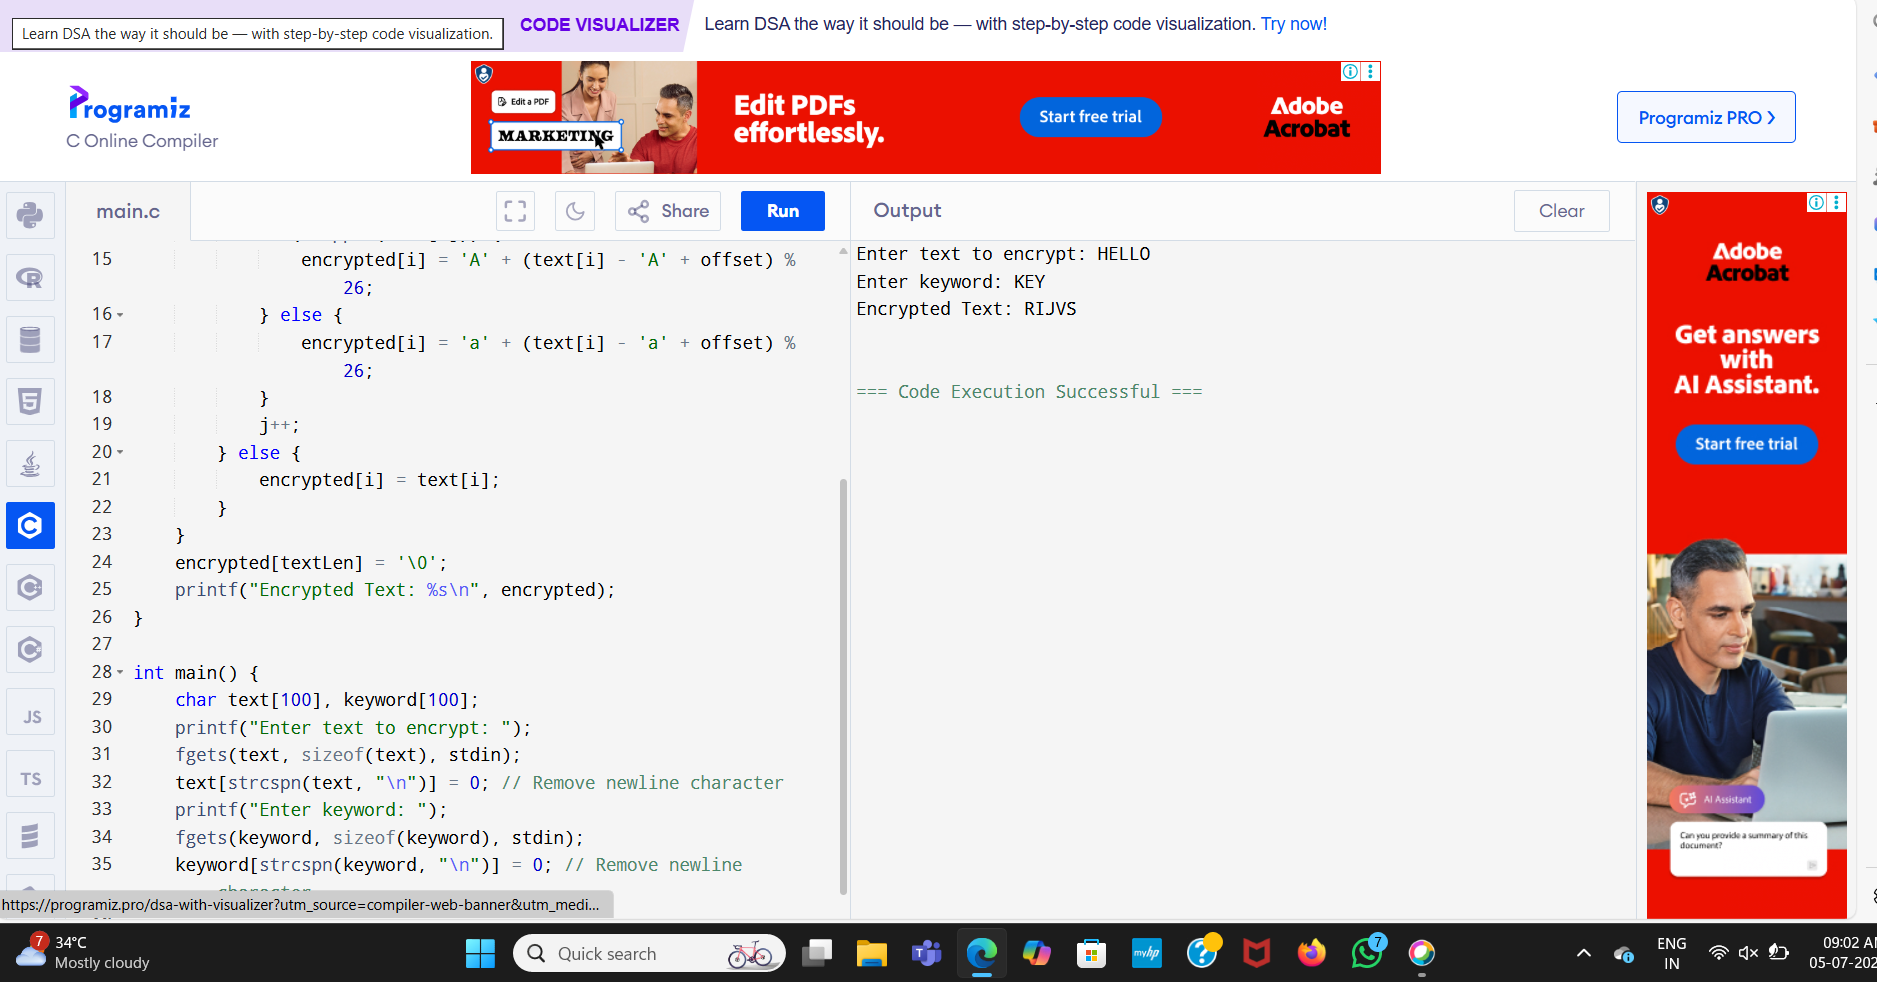 Learn DSA the way it should be — with step-by-step code visualization.
CODE VISUALIZER
Learn DSA the way it should be — with step-by-step code visualization. Try now!
Programiz
C Online Compiler
Edit a PDF
MARKETING
Edit PDFs
effortlessly.
Start free trial
Adobe
Acrobat
Programiz PRO
main.c
Share
Run
Output
Clear
15 encrypted[i] = 'A' + (text[i] - 'A' + offset) %
26;
16 } else {
17 encrypted[i] = 'a' + (text[i] - 'a' + offset) %
26;
18 }
19 j++;
20 } else {
21 encrypted[i] = text[i];
22 }
23 }
24 encrypted[textLen] = '\0';
25 printf("Encrypted Text: %s\n", encrypted);
26 }
27
28 int main() {
29 char text[100], keyword[100];
30 printf("Enter text to encrypt: ");
31 fgets(text, sizeof(text), stdin);
32 text[strcspn(text, "\n")] = 0; // Remove newline character
33 printf("Enter keyword: ");
34 fgets(keyword, sizeof(keyword), stdin);
35 keyword[strcspn(keyword, "\n")] = 0; // Remove newline
Enter text to encrypt: HELLO
Enter keyword: KEY
Encrypted Text: RIJVS
=== Code Execution Successful ===
JS
TS
Adobe
Acrobat
Get answers
with
AI Assistant.
Start free trial
AI Assistant
Can you provide a summary of this
document?
https://programiz.pro/dsa-with-visualizer?utm_source=compiler-web-banner&utm_medi...
7
34°C
Mostly cloudy
Quick search
myhp
7
ENG
IN
09:02
05-07-202